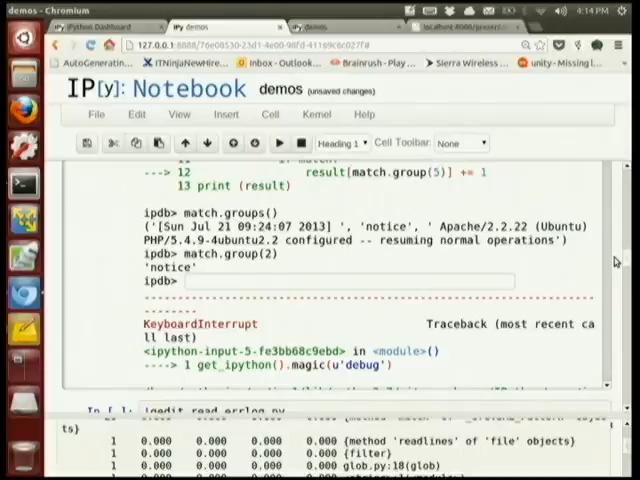 demos - Chromium
4:14 PM
IPython Dashboard
demos
demos
127.0.0.1:8888/76e08530-23d1-4e00-98fd-
AutoGenerating
ITNinjaNewHire...
Inbox - Outlook...
Brainrush - Play ...
Sierra Wireless ...
unity - Missing l
IP[y]: Notebook demos (unsaved changes)
File Edit View Insert Cell Kernel Help
Heading 1 Cell Toolbar: None
---> 12 result[match.group(5)] += 1
13 print (result)
ipdb> match.groups()
('[Sun Jul 21 09:24:07 2013] ', 'notice', ' Apache/2.2.22 (Ubuntu)
PHP/5.4.9-4ubuntu2.2 configured -- resuming normal operations')
ipdb> match.group(2)
'notice'
ipdb>
---------------------------------------------------------------------------
KeyboardInterrupt Traceback (most recent ca
ll last)
<ipython-input-5-fe3bb68c9ebd> in <module>()
----> 1 get_ipython().magic(u'debug')
In [ ]: !gedit read_errlog.py
ts}
1 0.000 0.000 0.000 0.000 {method 'readlines' of 'file' objects}
1 0.000 0.000 0.000 0.000 {filter}
1 0.000 0.000 0.000 0.000 glob.py:18(glob)